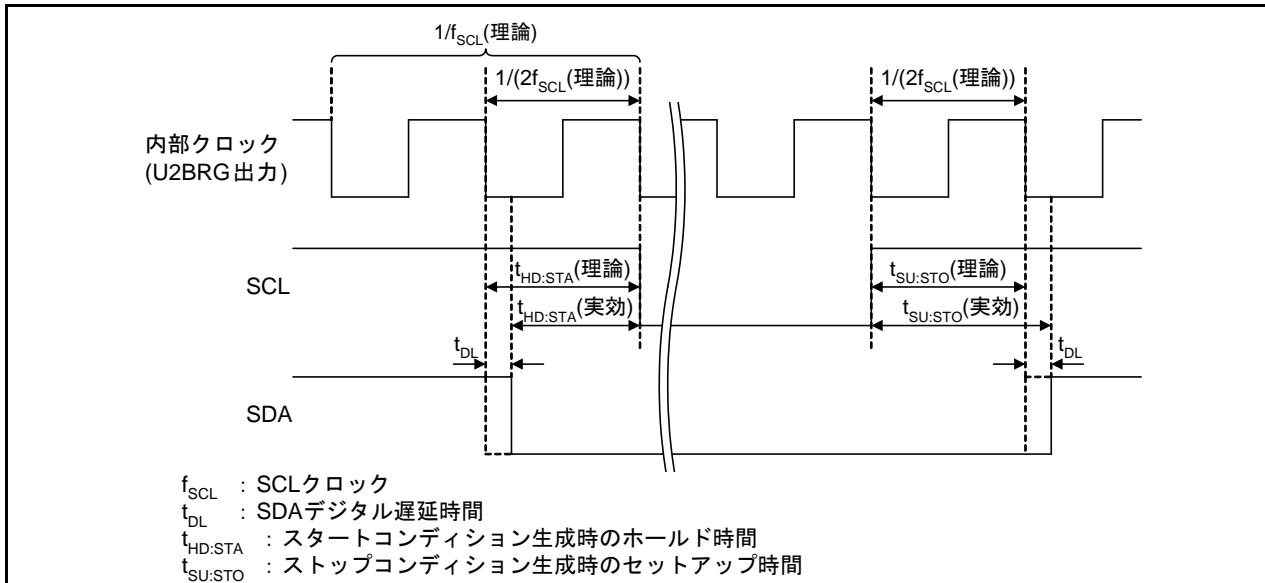 1/fSCL(理論)
1/(2fSCL(理論))
1/(2fSCL(理論))
内部クロック
(U2BRG出力)
SCL
tHD:STA(理論)
tSU:STO(理論)
tHD:STA(実効)
tSU:STO(実効)
tDL
tDL
SDA
fSCL : SCLクロック
tDL : SDAデジタル遅延時間
tHD:STA : スタートコンディション生成時のホールド時間
tSU:STO : ストップコンディション生成時のセットアップ時間